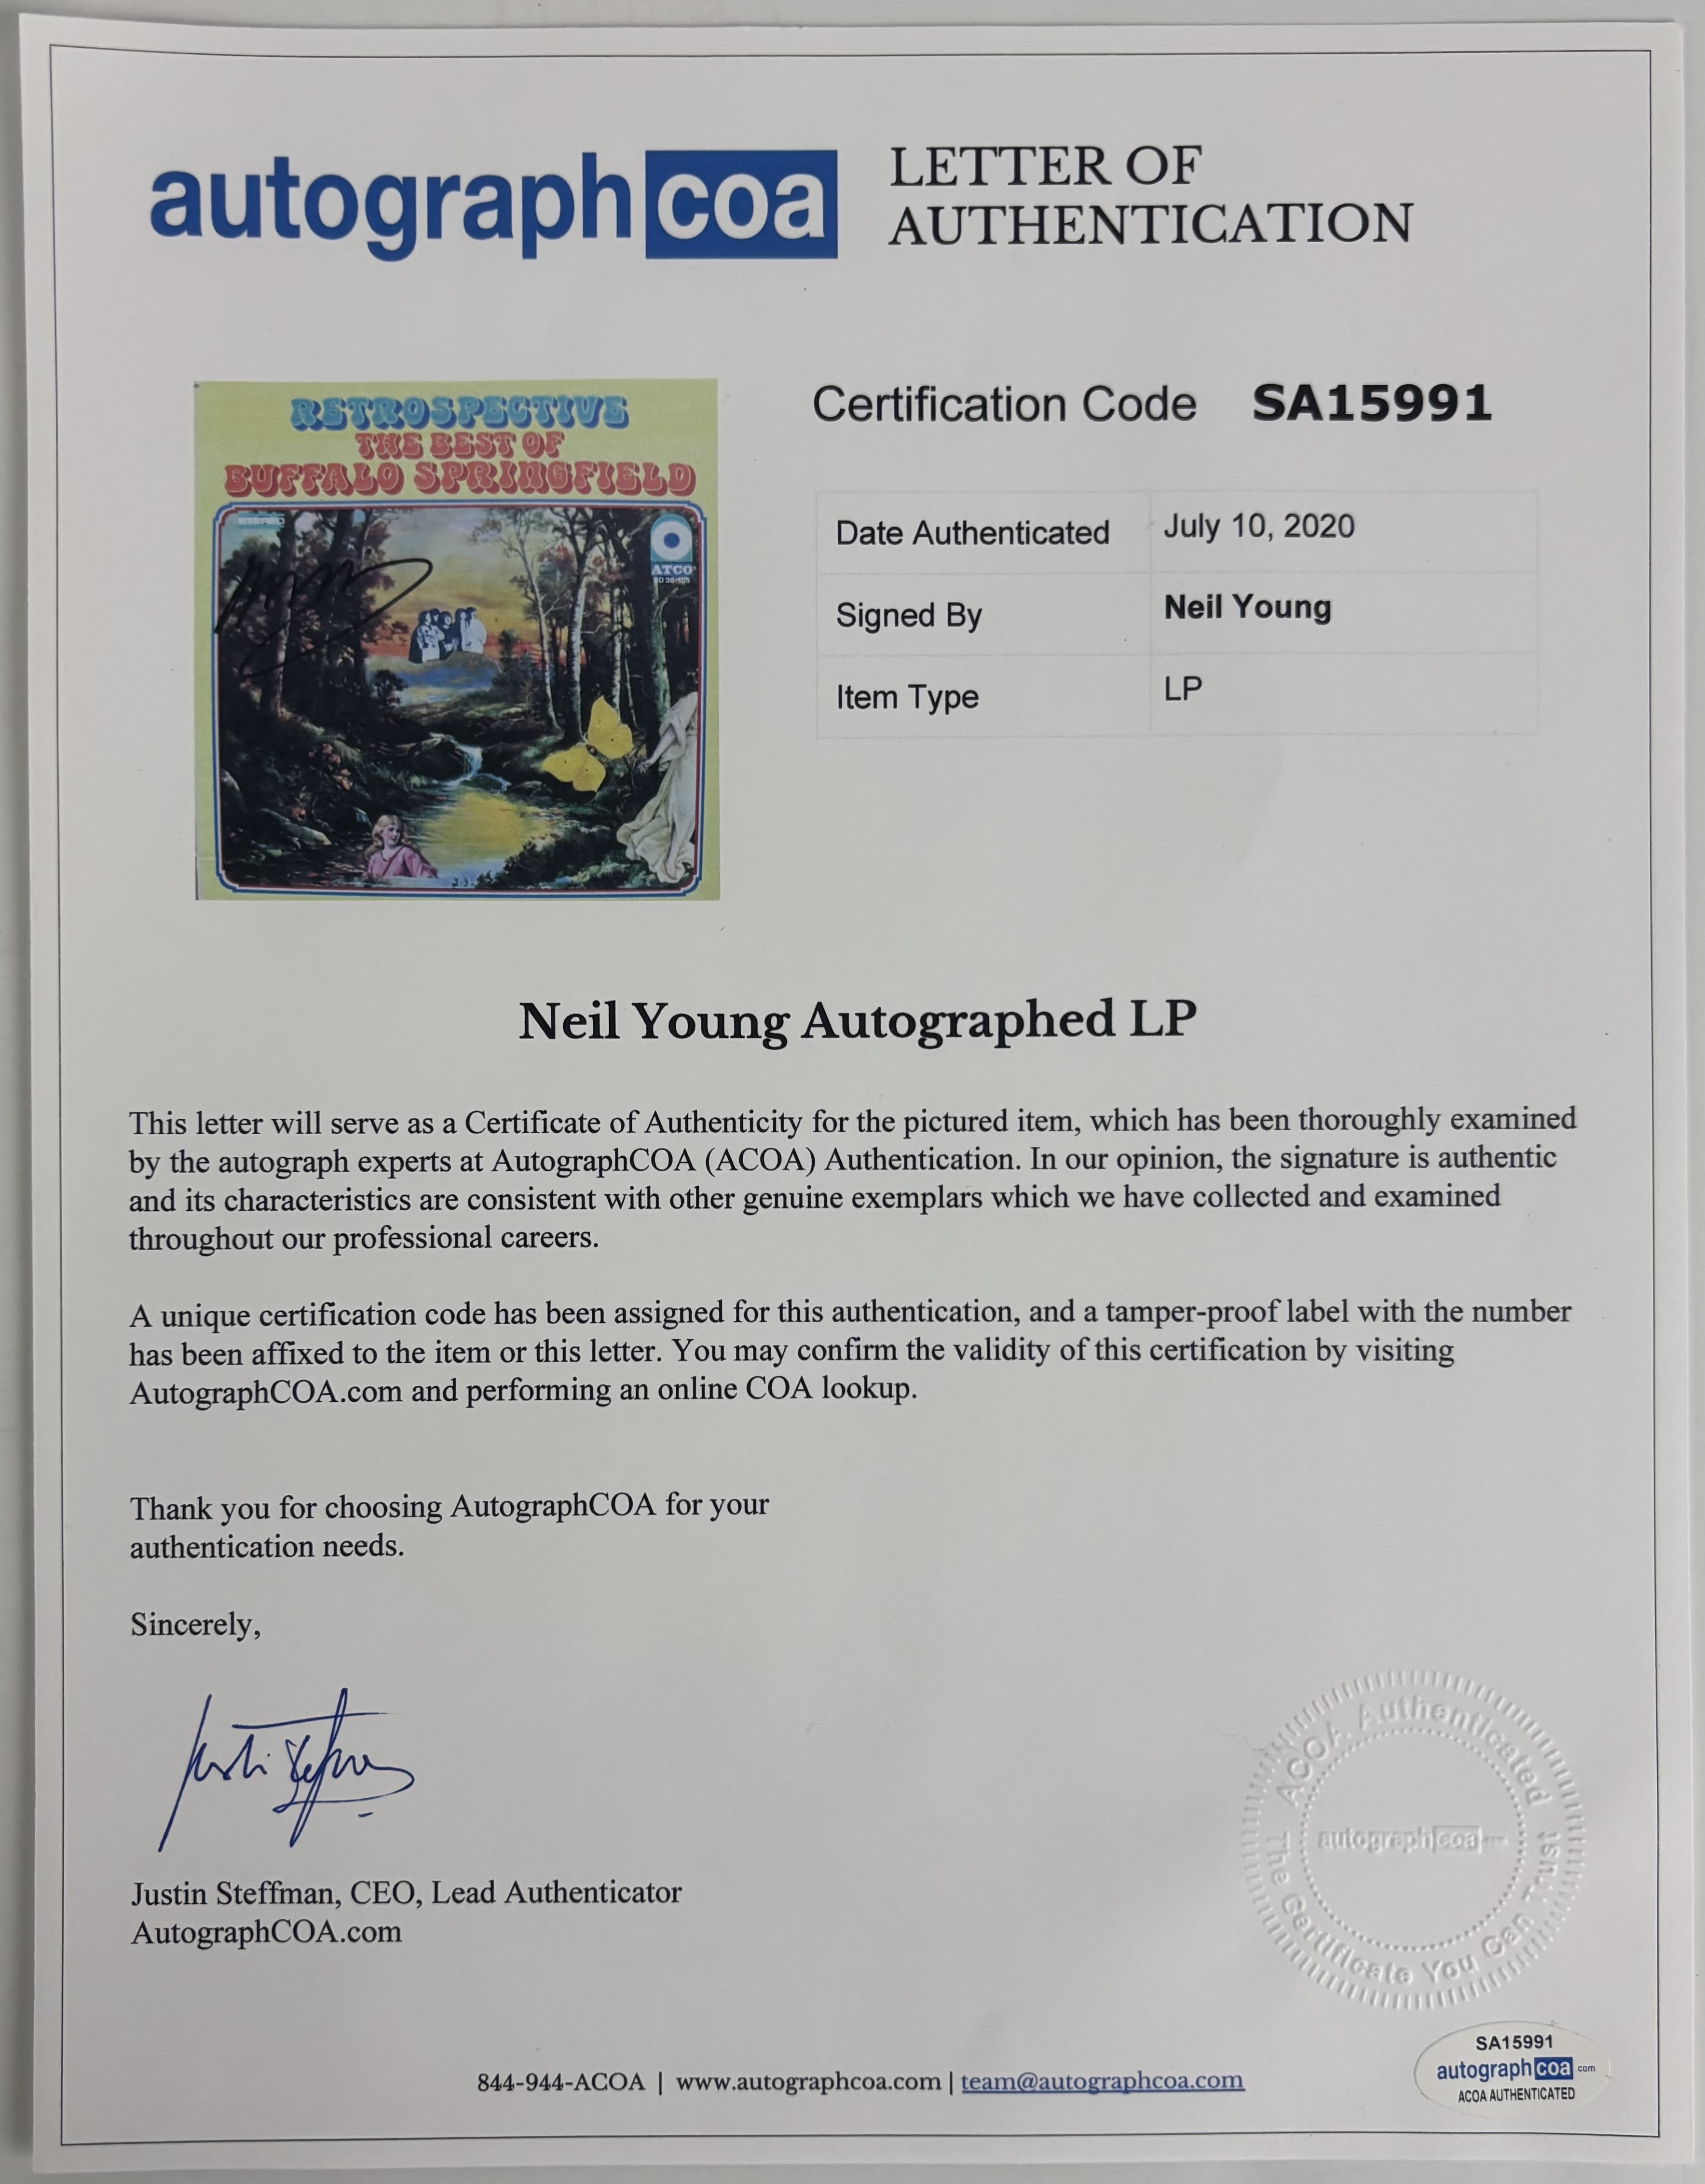 autograph coa
LETTER OF
AUTHENTICATION
RETROSPECTIVE
THE BEST OF
BUFFALO SPRINGFIELD
STEREO
ATCO
Certification Code SA15991
Date Authenticated July 10, 2020
Signed By Neil Young
Item Type LP
Neil Young Autographed LP
This letter will serve as a Certificate of Authenticity for the pictured item, which has been thoroughly examined
by the autograph experts at AutographCOA (ACOA) Authentication. In our opinion, the signature is authentic
and its characteristics are consistent with other genuine exemplars which we have collected and examined
throughout our professional careers.
A unique certification code has been assigned for this authentication, and a tamper-proof label with the number
has been affixed to the item or this letter. You may confirm the validity of this certification by visiting
AutographCOA.com and performing an online COA lookup.
Thank you for choosing AutographCOA for your
authentication needs.
Sincerely,
Justin Steffman, CEO, Lead Authenticator
AutographCOA.com
ACOA Authenticated
autograph coa
The Certificate You Can Trust
844-944-ACOA | www.autographcoa.com | team@autographcoa.com
SA15991
autograph coa .com
ACOA AUTHENTICATED